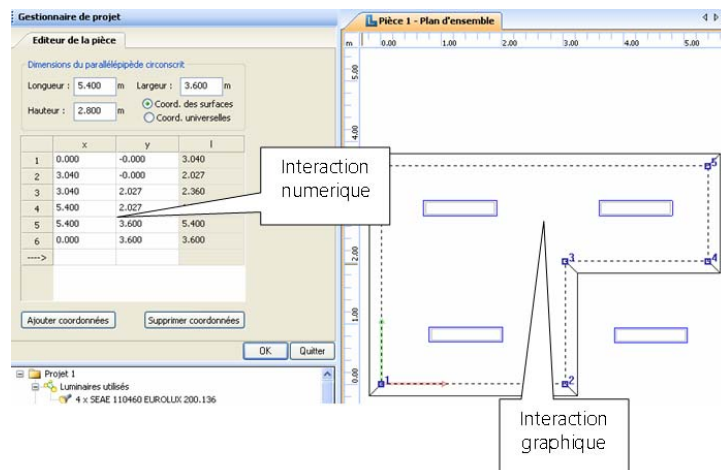 Gestionnaire de projet
Editeur de la pièce
Dimensions du parallélépipède circonscrit
Longueur : 5.400 m Largeur : 3.600 m
Hauteur : 2.800 m Coord. des surfaces
Coord. universelles
x y l
1 0.000 -0.000 3.040
2 3.040 -0.000 2.027
3 3.040 2.027 2.360
4 5.400 2.027
5 5.400 3.600 5.400
6 0.000 3.600 3.600
---->
Ajouter coordonnées Supprimer coordonnées
OK Quitter
Projet 1
Luminaires utilisés
4 x SEAE 110460 EUROLUX 200.136
Interaction
numerique
Pièce 1 - Plan d'ensemble
m 0.00 1.00 2.00 3.00 4.00 5.00
5.00
4.00
2.00
1.00
0.00
5
3
4
1
2
Interaction
graphique